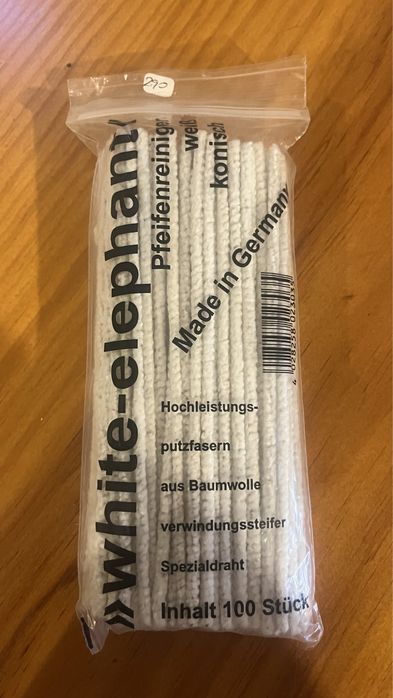 290
»white-elephant«
Pfeifenreiniger
weiß
konisch
Made in Germany
Hochleistungs-
putzfasern
aus Baumwolle
verwindungssteifer
Spezialdraht
Inhalt 100 Stück